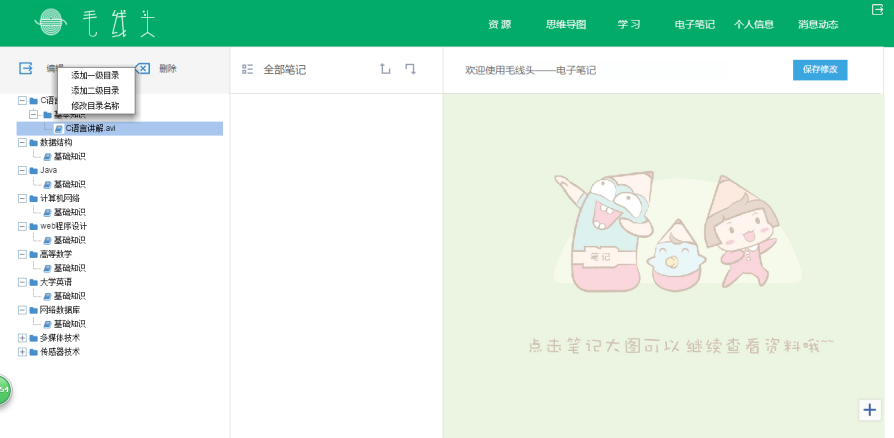 毛线头
资 源 思维导图 学 习 电子笔记 个人信息 消息动态
删除
全部笔记
欢迎使用毛线头——电子笔记
保存修改
添加一级目录
添加二级目录
修改目录名称
C语言讲解.avi
数据结构
基础知识
Java
基础知识
计算机网络
基础知识
web程序设计
基础知识
高等数学
基础知识
大学英语
基础知识
网络数据库
基础知识
多媒体技术
传感器技术
笔记
点击笔记大图可以继续查看资料哦~~
54